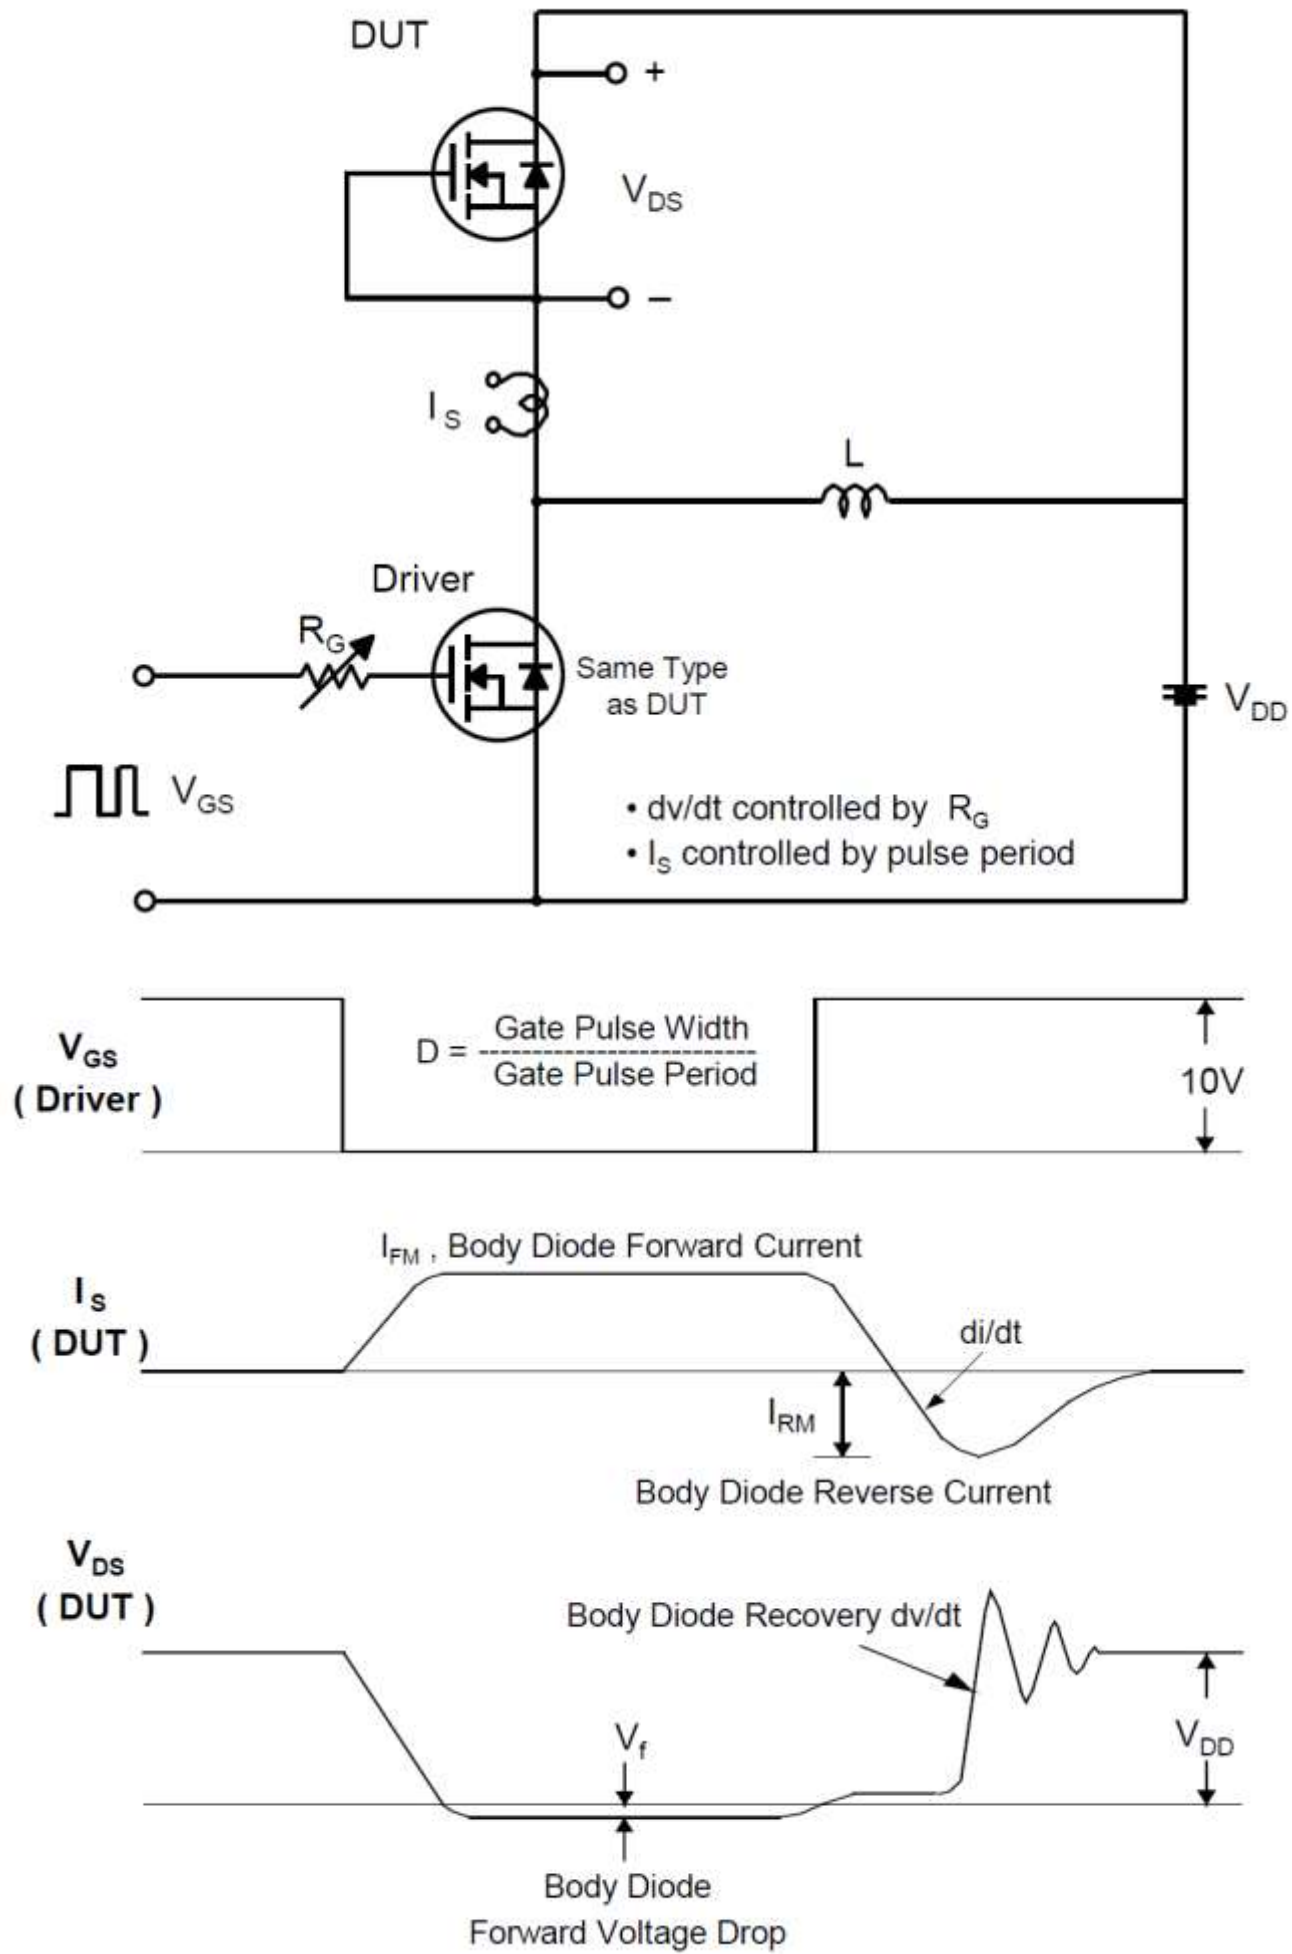 DUT
+
V_DS
–
I_S
L
Driver
R_G
Same Type
as DUT
V_DD
V_GS
• dv/dt controlled by R_G
• I_S controlled by pulse period
V_GS
( Driver )
D = Gate Pulse Width
--------------------------
Gate Pulse Period
10V
I_FM , Body Diode Forward Current
I_S
( DUT )
di/dt
I_RM
Body Diode Reverse Current
V_DS
( DUT )
Body Diode Recovery dv/dt
V_f
V_DD
Body Diode
Forward Voltage Drop